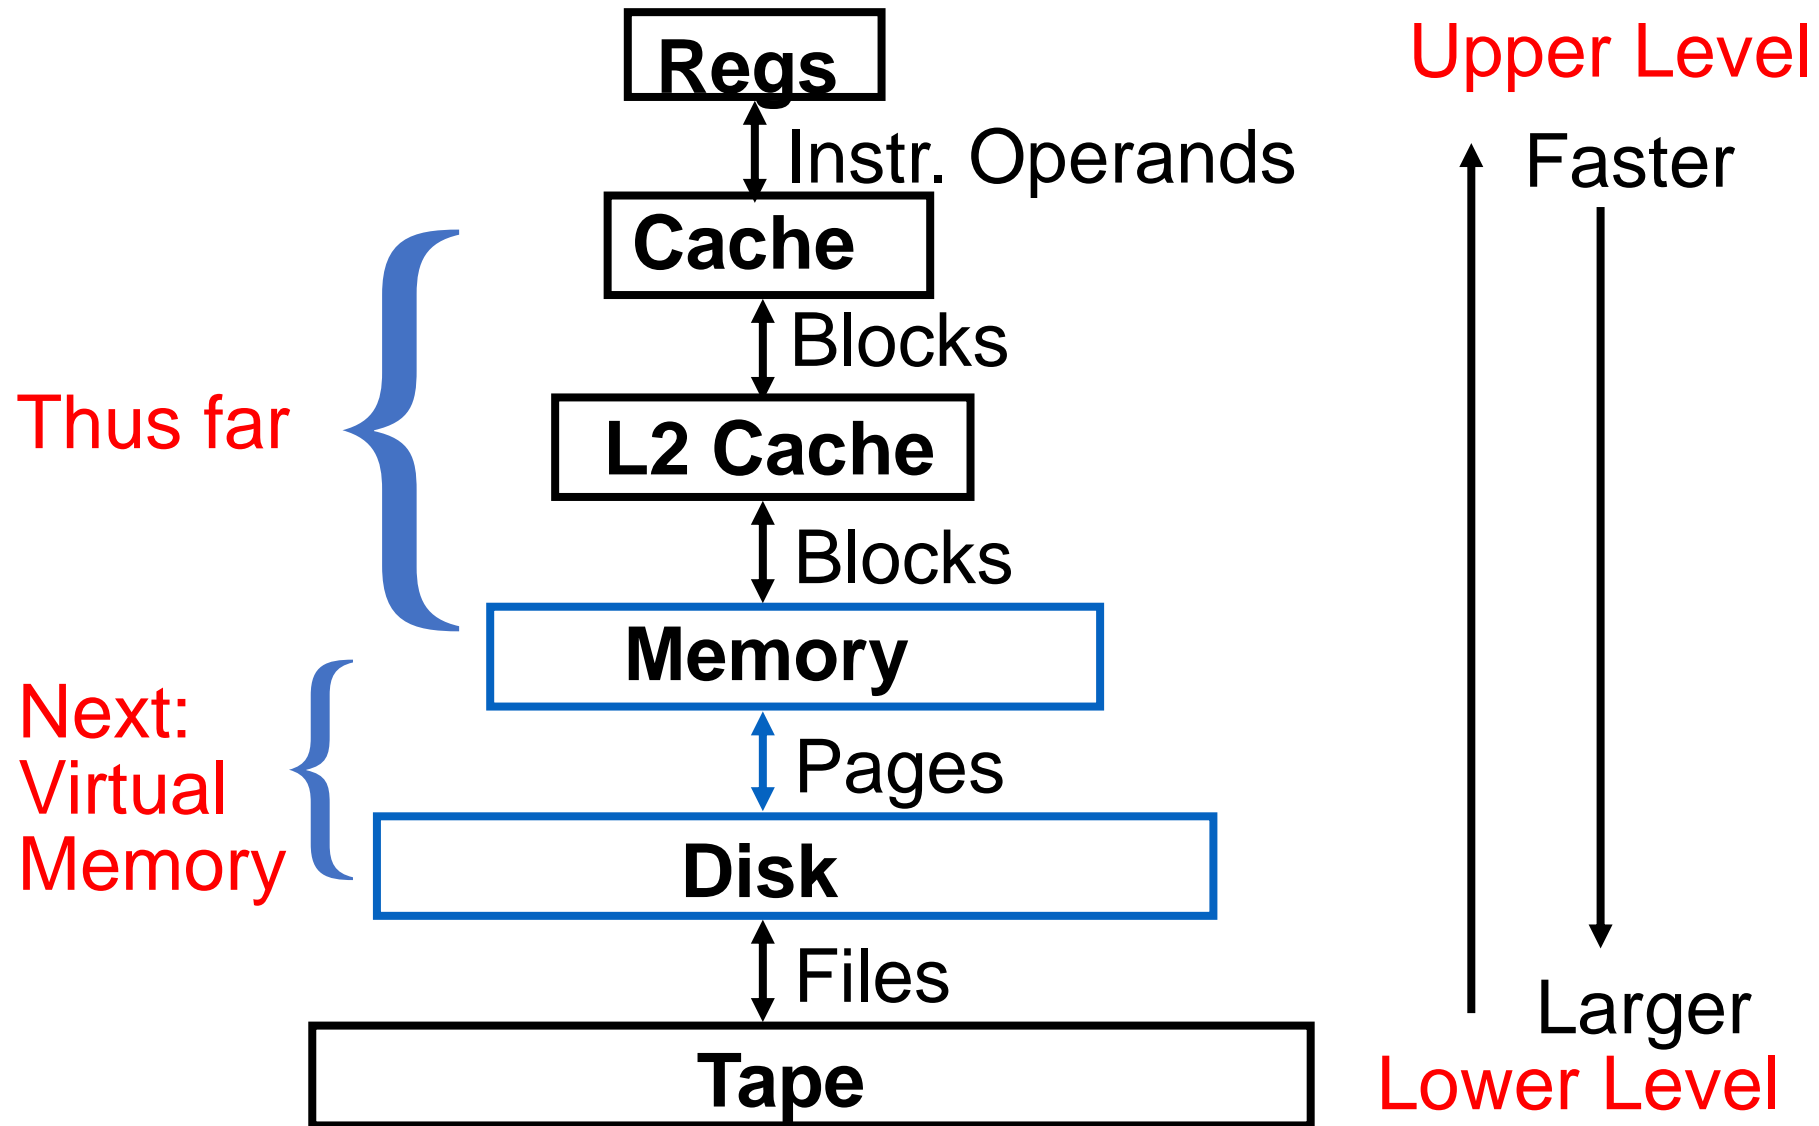 Regs
Upper Level
Instr. Operands
Faster
Cache
Blocks
Thus far
L2 Cache
Blocks
Memory
Next:
Virtual
Memory
Pages
Disk
Files
Larger
Tape
Lower Level